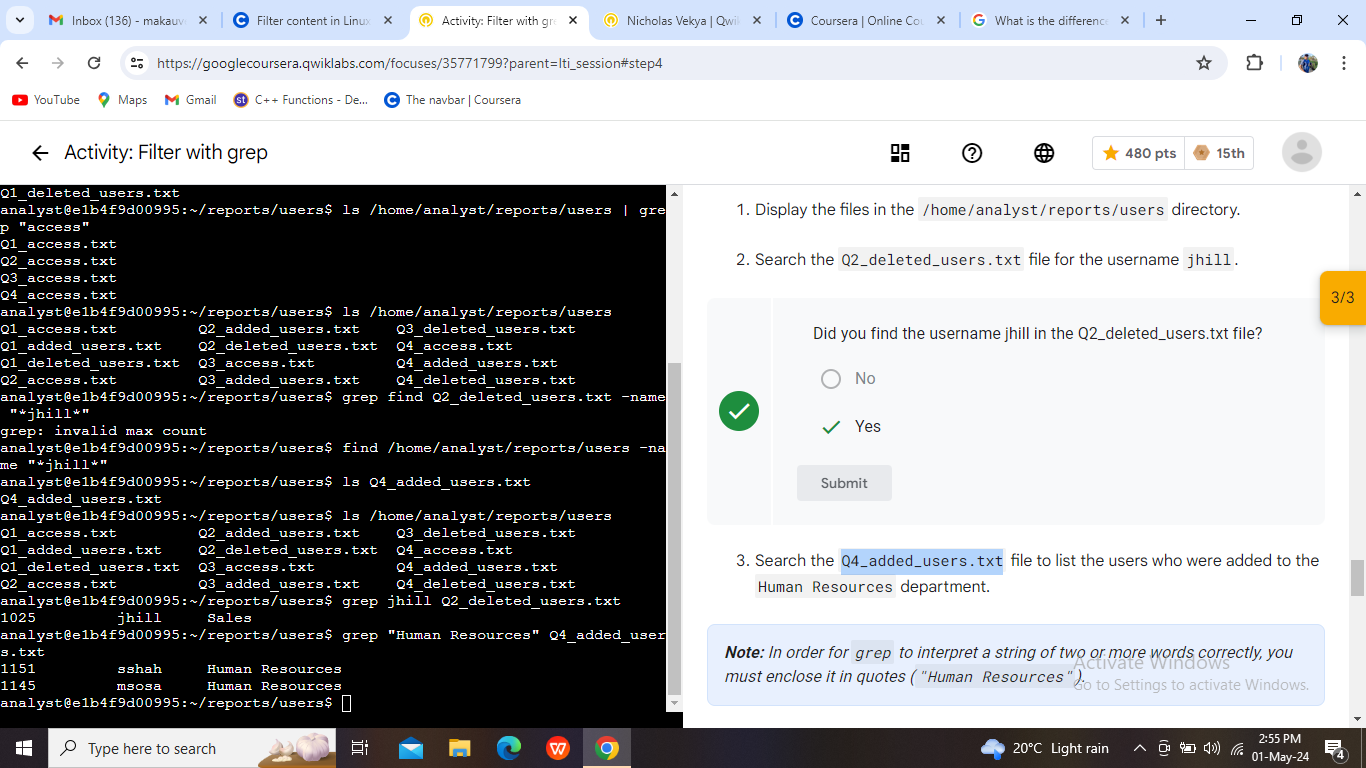 Inbox (136) - makauv
Filter content in Linux
Activity: Filter with gre
Nicholas Vekya | Qwi
Coursera | Online Cou
What is the difference
https://googlecoursera.qwiklabs.com/focuses/35771799?parent=lti_session#step4
YouTube
Maps
Gmail
C++ Functions - De...
The navbar | Coursera
Activity: Filter with grep
480 pts
15th
Q1_deleted_users.txt
analyst@e1b4f9d00995:~/reports/users$ ls /home/analyst/reports/users | gre
p "access"
Q1_access.txt
Q2_access.txt
Q3_access.txt
Q4_access.txt
analyst@e1b4f9d00995:~/reports/users$ ls /home/analyst/reports/users
Q1_access.txt Q2_added_users.txt Q3_deleted_users.txt
Q1_added_users.txt Q2_deleted_users.txt Q4_access.txt
Q1_deleted_users.txt Q3_access.txt Q4_added_users.txt
Q2_access.txt Q3_added_users.txt Q4_deleted_users.txt
analyst@e1b4f9d00995:~/reports/users$ grep find Q2_deleted_users.txt -name
"*jhill*"
grep: invalid max count
analyst@e1b4f9d00995:~/reports/users$ find /home/analyst/reports/users -na
me "*jhill*"
analyst@e1b4f9d00995:~/reports/users$ ls Q4_added_users.txt
Q4_added_users.txt
analyst@e1b4f9d00995:~/reports/users$ ls /home/analyst/reports/users
Q1_access.txt Q2_added_users.txt Q3_deleted_users.txt
Q1_added_users.txt Q2_deleted_users.txt Q4_access.txt
Q1_deleted_users.txt Q3_access.txt Q4_added_users.txt
Q2_access.txt Q3_added_users.txt Q4_deleted_users.txt
analyst@e1b4f9d00995:~/reports/users$ grep jhill Q2_deleted_users.txt
1025 jhill Sales
analyst@e1b4f9d00995:~/reports/users$ grep "Human Resources" Q4_added_user
s.txt
1151 sshah Human Resources
1145 msosa Human Resources
analyst@e1b4f9d00995:~/reports/users$
1. Display the files in the /home/analyst/reports/users directory.
2. Search the Q2_deleted_users.txt file for the username jhill.
3/3
Did you find the username jhill in the Q2_deleted_users.txt file?
No
Yes
Submit
3. Search the Q4_added_users.txt file to list the users who were added to the
Human Resources department.
Note: In order for grep to interpret a string of two or more words correctly, you
must enclose it in quotes ("Human Resources").
Activate Windows
Go to Settings to activate Windows.
Type here to search
20°C Light rain
2:55 PM
01-May-24
4